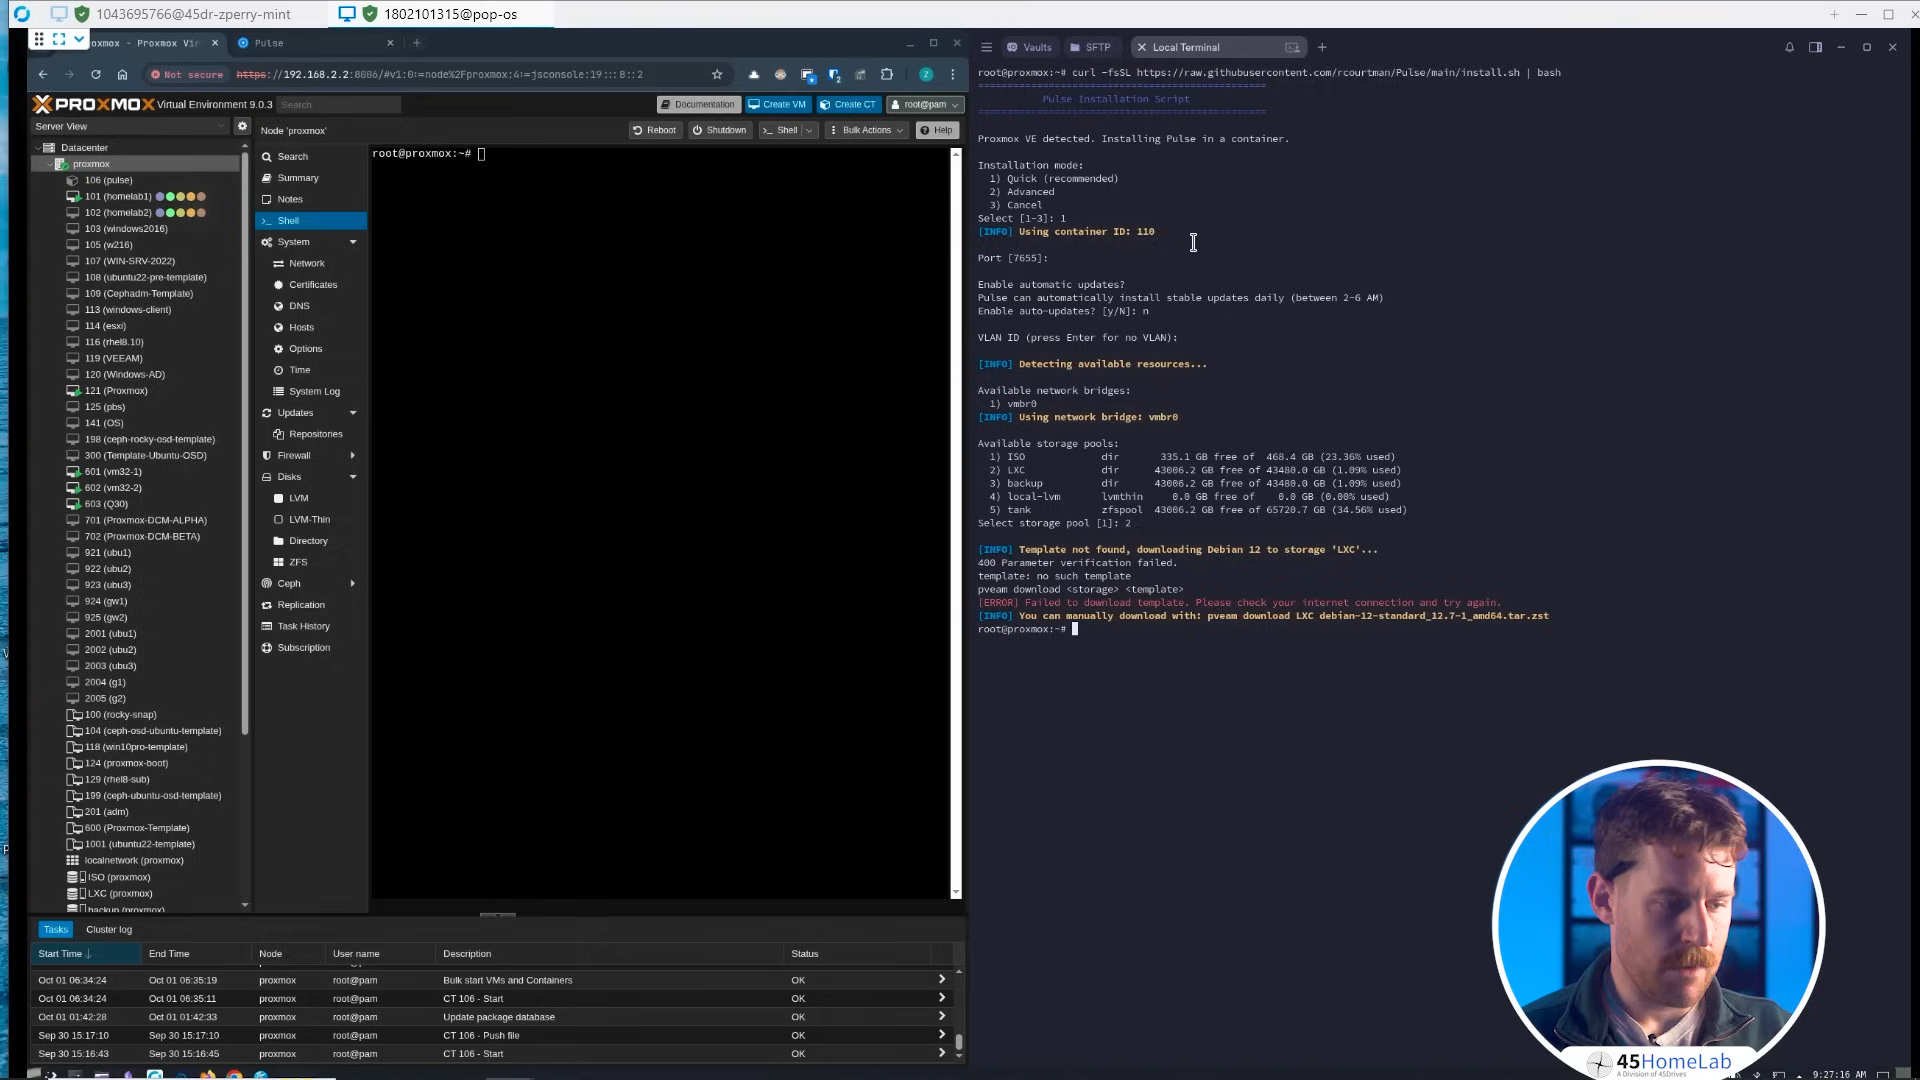 1043695766@45dr-zperry-mint
1802101315@pop-os
oxmox - Proxmox Vir
Pulse
Not secure
https://192.168.2.2:8006/#v1:0:=node%2Fproxmox:4:=jsconsole:19:::8::2
PROXMOX Virtual Environment 9.0.3
Search
Documentation
Create VM
Create CT
root@pam
Server View
Datacenter
proxmox
106 (pulse)
101 (homelab1)
102 (homelab2)
103 (windows2016)
105 (w216)
107 (WIN-SRV-2022)
108 (ubuntu22-pre-template)
109 (Cephadm-Template)
113 (windows-client)
114 (esxi)
116 (rhel8.10)
119 (VEEAM)
120 (Windows-AD)
121 (Proxmox)
125 (pbs)
141 (OS)
198 (ceph-rocky-osd-template)
300 (Template-Ubuntu-OSD)
601 (vm32-1)
602 (vm32-2)
603 (Q30)
701 (Proxmox-DCM-ALPHA)
702 (Proxmox-DCM-BETA)
921 (ubu1)
922 (ubu2)
923 (ubu3)
924 (gw1)
925 (gw2)
2001 (ubu1)
2002 (ubu2)
2003 (ubu3)
2004 (g1)
2005 (g2)
100 (rocky-snap)
104 (ceph-osd-ubuntu-template)
118 (win10pro-template)
124 (proxmox-boot)
129 (rhel8-sub)
199 (ceph-ubuntu-osd-template)
201 (adm)
600 (Proxmox-Template)
1001 (ubuntu22-template)
localnetwork (proxmox)
ISO (proxmox)
LXC (proxmox)
backup (proxmox)
Node 'proxmox'
Reboot
Shutdown
Shell
Bulk Actions
Help
Search
Summary
Notes
Shell
System
Network
Certificates
DNS
Hosts
Options
Time
System Log
Updates
Repositories
Firewall
Disks
LVM
LVM-Thin
Directory
ZFS
Ceph
Replication
Task History
Subscription
root@proxmox:~#
Tasks
Cluster log
Start Time
End Time
Node
User name
Description
Status
Oct 01 06:34:24 Oct 01 06:35:19 proxmox root@pam Bulk start VMs and Containers OK
Oct 01 06:34:24 Oct 01 06:35:11 proxmox root@pam CT 106 - Start OK
Oct 01 01:42:28 Oct 01 01:42:33 proxmox root@pam Update package database OK
Sep 30 15:17:10 Sep 30 15:17:10 proxmox root@pam CT 106 - Push file OK
Sep 30 15:16:43 Sep 30 15:16:45 proxmox root@pam CT 106 - Start OK
Vaults
SFTP
Local Terminal
root@proxmox:~# curl -fsSL https://raw.githubusercontent.com/rcourtman/Pulse/main/install.sh | bash
=================================================
Pulse Installation Script
=================================================
Proxmox VE detected. Installing Pulse in a container.
Installation mode:
1) Quick (recommended)
2) Advanced
3) Cancel
Select [1-3]: 1
[INFO] Using container ID: 110
Port [7655]:
Enable automatic updates?
Pulse can automatically install stable updates daily (between 2-6 AM)
Enable auto-updates? [y/N]: n
VLAN ID (press Enter for no VLAN):
[INFO] Detecting available resources...
Available network bridges:
1) vmbr0
[INFO] Using network bridge: vmbr0
Available storage pools:
1) ISO dir 335.1 GB free of 468.4 GB (23.36% used)
2) LXC dir 43006.2 GB free of 43480.0 GB (1.09% used)
3) backup dir 43006.2 GB free of 43480.0 GB (1.09% used)
4) local-lvm lvmthin 0.0 GB free of 0.0 GB (0.00% used)
5) tank zfspool 43006.2 GB free of 65720.7 GB (34.56% used)
Select storage pool [1]: 2
[INFO] Template not found, downloading Debian 12 to storage 'LXC'...
400 Parameter verification failed.
template: no such template
pveam download <storage> <template>
[ERROR] Failed to download template. Please check your internet connection and try again.
[INFO] You can manually download with: pveam download LXC debian-12-standard_12.7-1_amd64.tar.zst
root@proxmox:~#
45HomeLab
A Division of 45Drives
9:27:16 AM